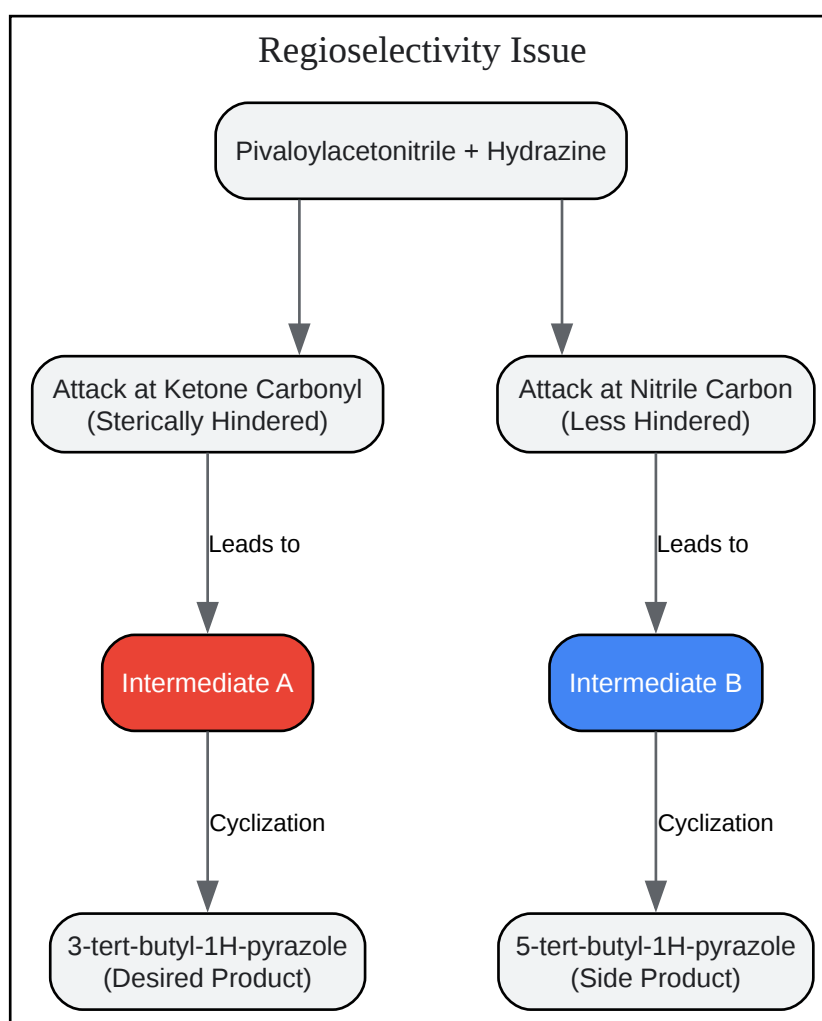 Regioselectivity Issue
Pivaloylacetonitrile + Hydrazine
Attack at Ketone Carbonyl
(Sterically Hindered)
Attack at Nitrile Carbon
(Less Hindered)
Leads to
Leads to
Intermediate A
Intermediate B
Cyclization
Cyclization
3-tert-butyl-1H-pyrazole
(Desired Product)
5-tert-butyl-1H-pyrazole
(Side Product)